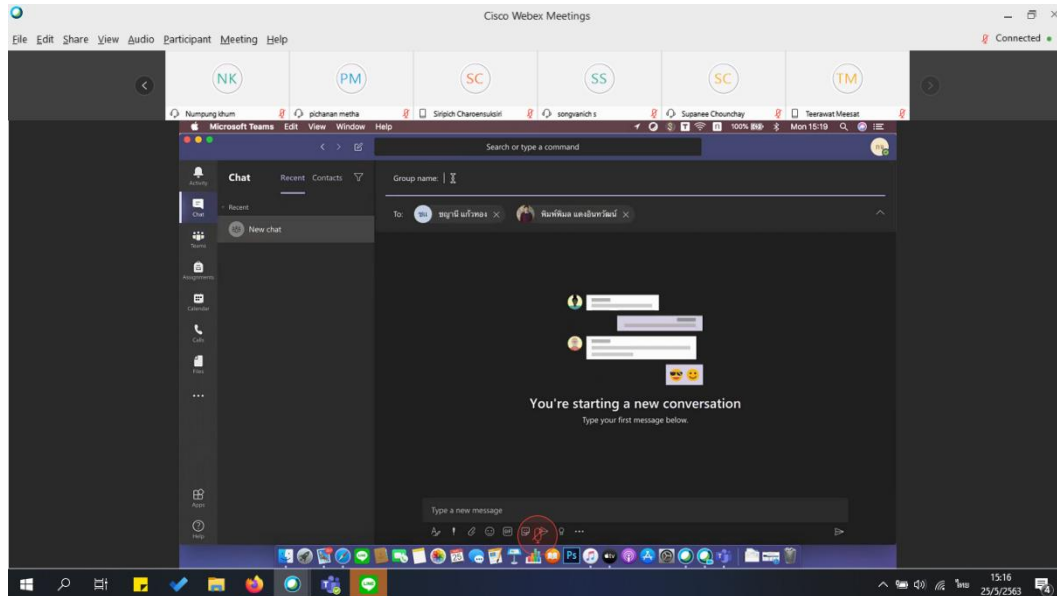 Cisco Webex Meetings
File Edit Share View Audio Participant Meeting Help
Connected
NK PM SC SS SC TM
Numpung khum
pichanan metha
Siripich Charoensuksiri
songvanich s
Supanee Chounchay
Teerawat Meesat
Microsoft Teams Edit View Window Help
100% Mon 15:19
Search or type a command
Activity
Chat
Teams
Assignments
Calendar
Calls
Files
Apps
Help
Chat Recent Contacts
Recent
New chat
Group name:
To: ชญานี แก้วทอง × พิมพ์พิมล แดงอินทวัฒน์ ×
You're starting a new conversation
Type your first message below.
Type a new message
GIF
Ps
ไทย
15:16
25/5/2563